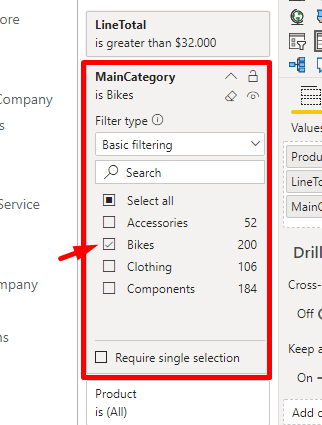 LineTotal
is greater than $32.000
MainCategory
is Bikes
Filter type
Basic filtering
Search
Select all
Accessories 52
Bikes 200
Clothing 106
Components 184
Require single selection
Product
is (All)
Company
s
Service
mpany
ns
Values
Produ
LineTo
MainC
Drill
Cross-
Off
Keep a
On
Add d